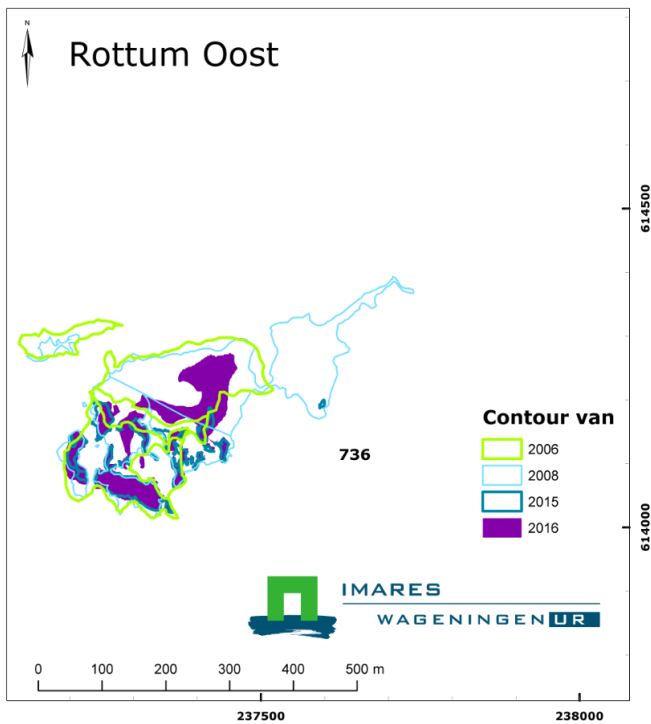 N
Rottum Oost
614500
Contour van
2006
2008
2015
2016
736
614000
IMARES
WAGENINGEN UR
0 100 200 300 400 500 m
237500 238000